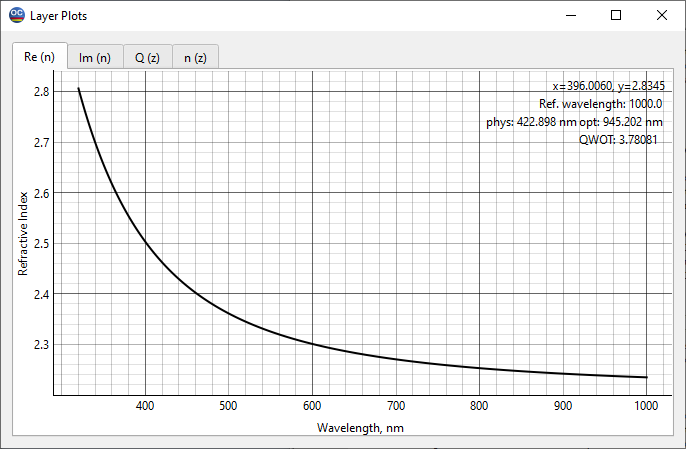 OC Layer Plots
Re (n) Im (n) Q (z) n (z)
x=396.0060, y=2.8345
Ref. wavelength: 1000.0
phys: 422.898 nm opt: 945.202 nm
QWOT: 3.78081
2.8
2.7
2.6
2.5
2.4
2.3
Refractive Index
400 500 600 700 800 900 1000
Wavelength, nm